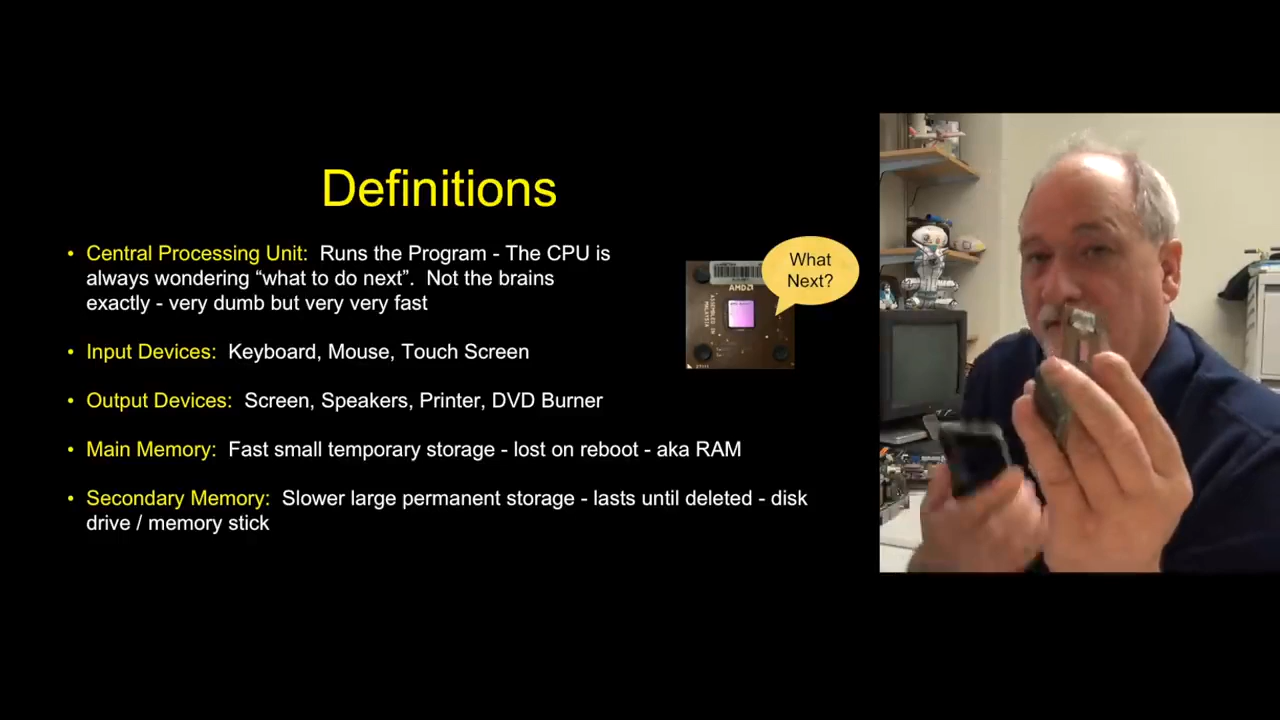 Definitions
• Central Processing Unit: Runs the Program - The CPU is
always wondering “what to do next”. Not the brains
exactly - very dumb but very very fast
What
Next?
AMD
ASSEMBLED IN
MALAYSIA
• Input Devices: Keyboard, Mouse, Touch Screen
• Output Devices: Screen, Speakers, Printer, DVD Burner
• Main Memory: Fast small temporary storage - lost on reboot - aka RAM
• Secondary Memory: Slower large permanent storage - lasts until deleted - disk
drive / memory stick